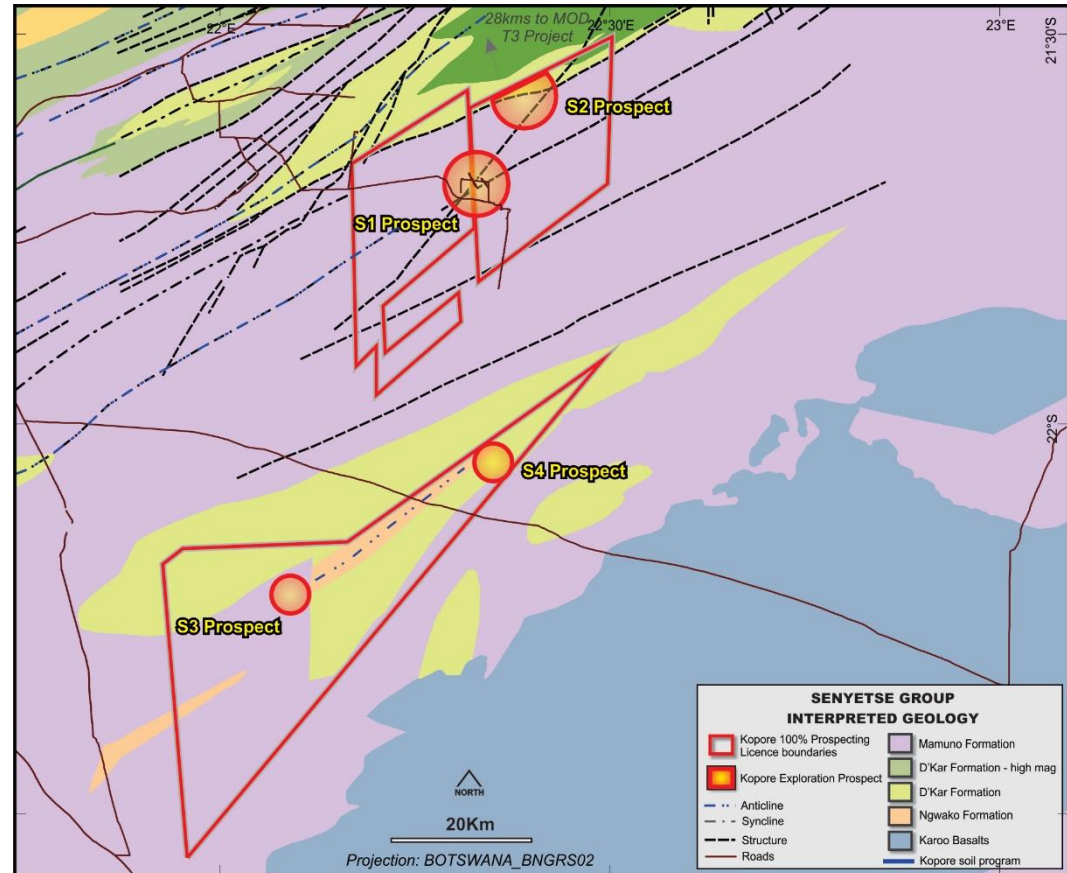 28kms to MOD
T3 Project
22°E
22°30'E
23°E
21°30'S
S2 Prospect
S1 Prospect
22°S
S4 Prospect
S3 Prospect
NORTH
20Km
Projection: BOTSWANA_BNGRS02
SENYETSE GROUP
INTERPRETED GEOLOGY
Kopore 100% Prospecting
Licence boundaries
Kopore Exploration Prospect
Anticline
Syncline
Structure
Roads
Mamuno Formation
D'Kar Formation - high mag
D'Kar Formation
Ngwako Formation
Karoo Basalts
Kopore soil program